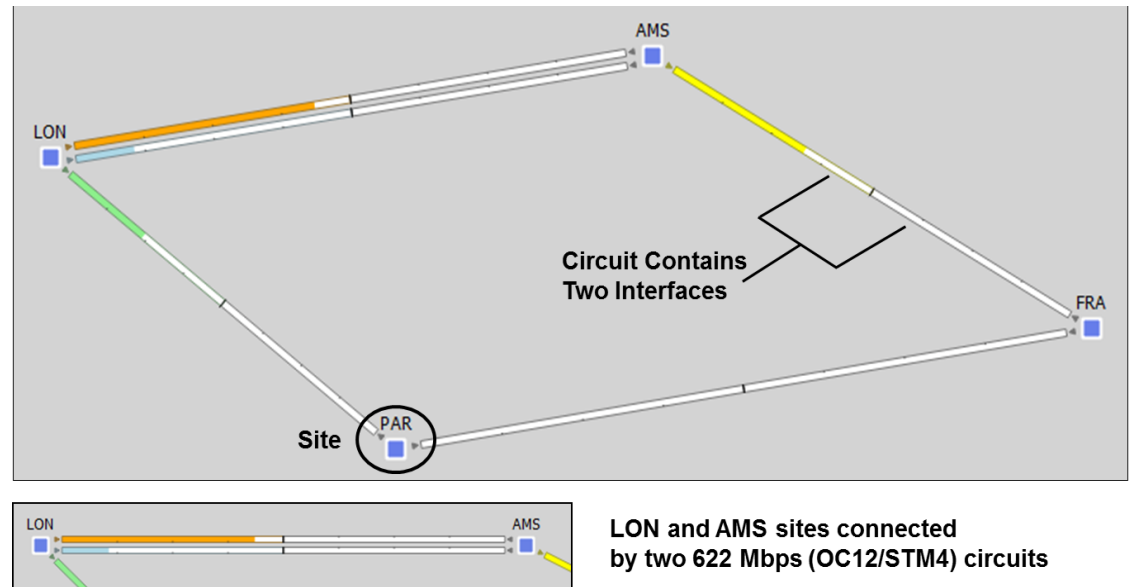 AMS
LON
Circuit Contains
Two Interfaces
FRA
PAR
Site
LON
AMS
LON and AMS sites connected
by two 622 Mbps (OC12/STM4) circuits